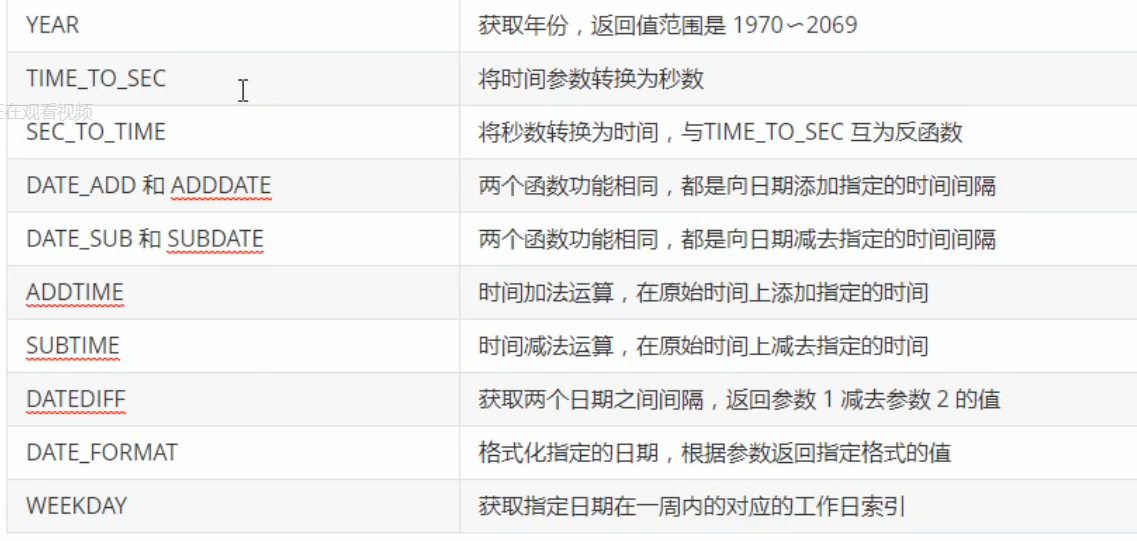 YEAR 获取年份，返回值范围是 1970〜2069
TIME_TO_SEC 将时间参数转换为秒数
正在观看视频
SEC_TO_TIME 将秒数转换为时间，与TIME_TO_SEC 互为反函数
DATE_ADD 和 ADDDATE 两个函数功能相同，都是向日期添加指定的时间间隔
DATE_SUB 和 SUBDATE 两个函数功能相同，都是向日期减去指定的时间间隔
ADDTIME 时间加法运算，在原始时间上添加指定的时间
SUBTIME 时间减法运算，在原始时间上减去指定的时间
DATEDIFF 获取两个日期之间间隔，返回参数 1 减去参数 2 的值
DATE_FORMAT 格式化指定的日期，根据参数返回指定格式的值
WEEKDAY 获取指定日期在一周内的对应的工作日索引